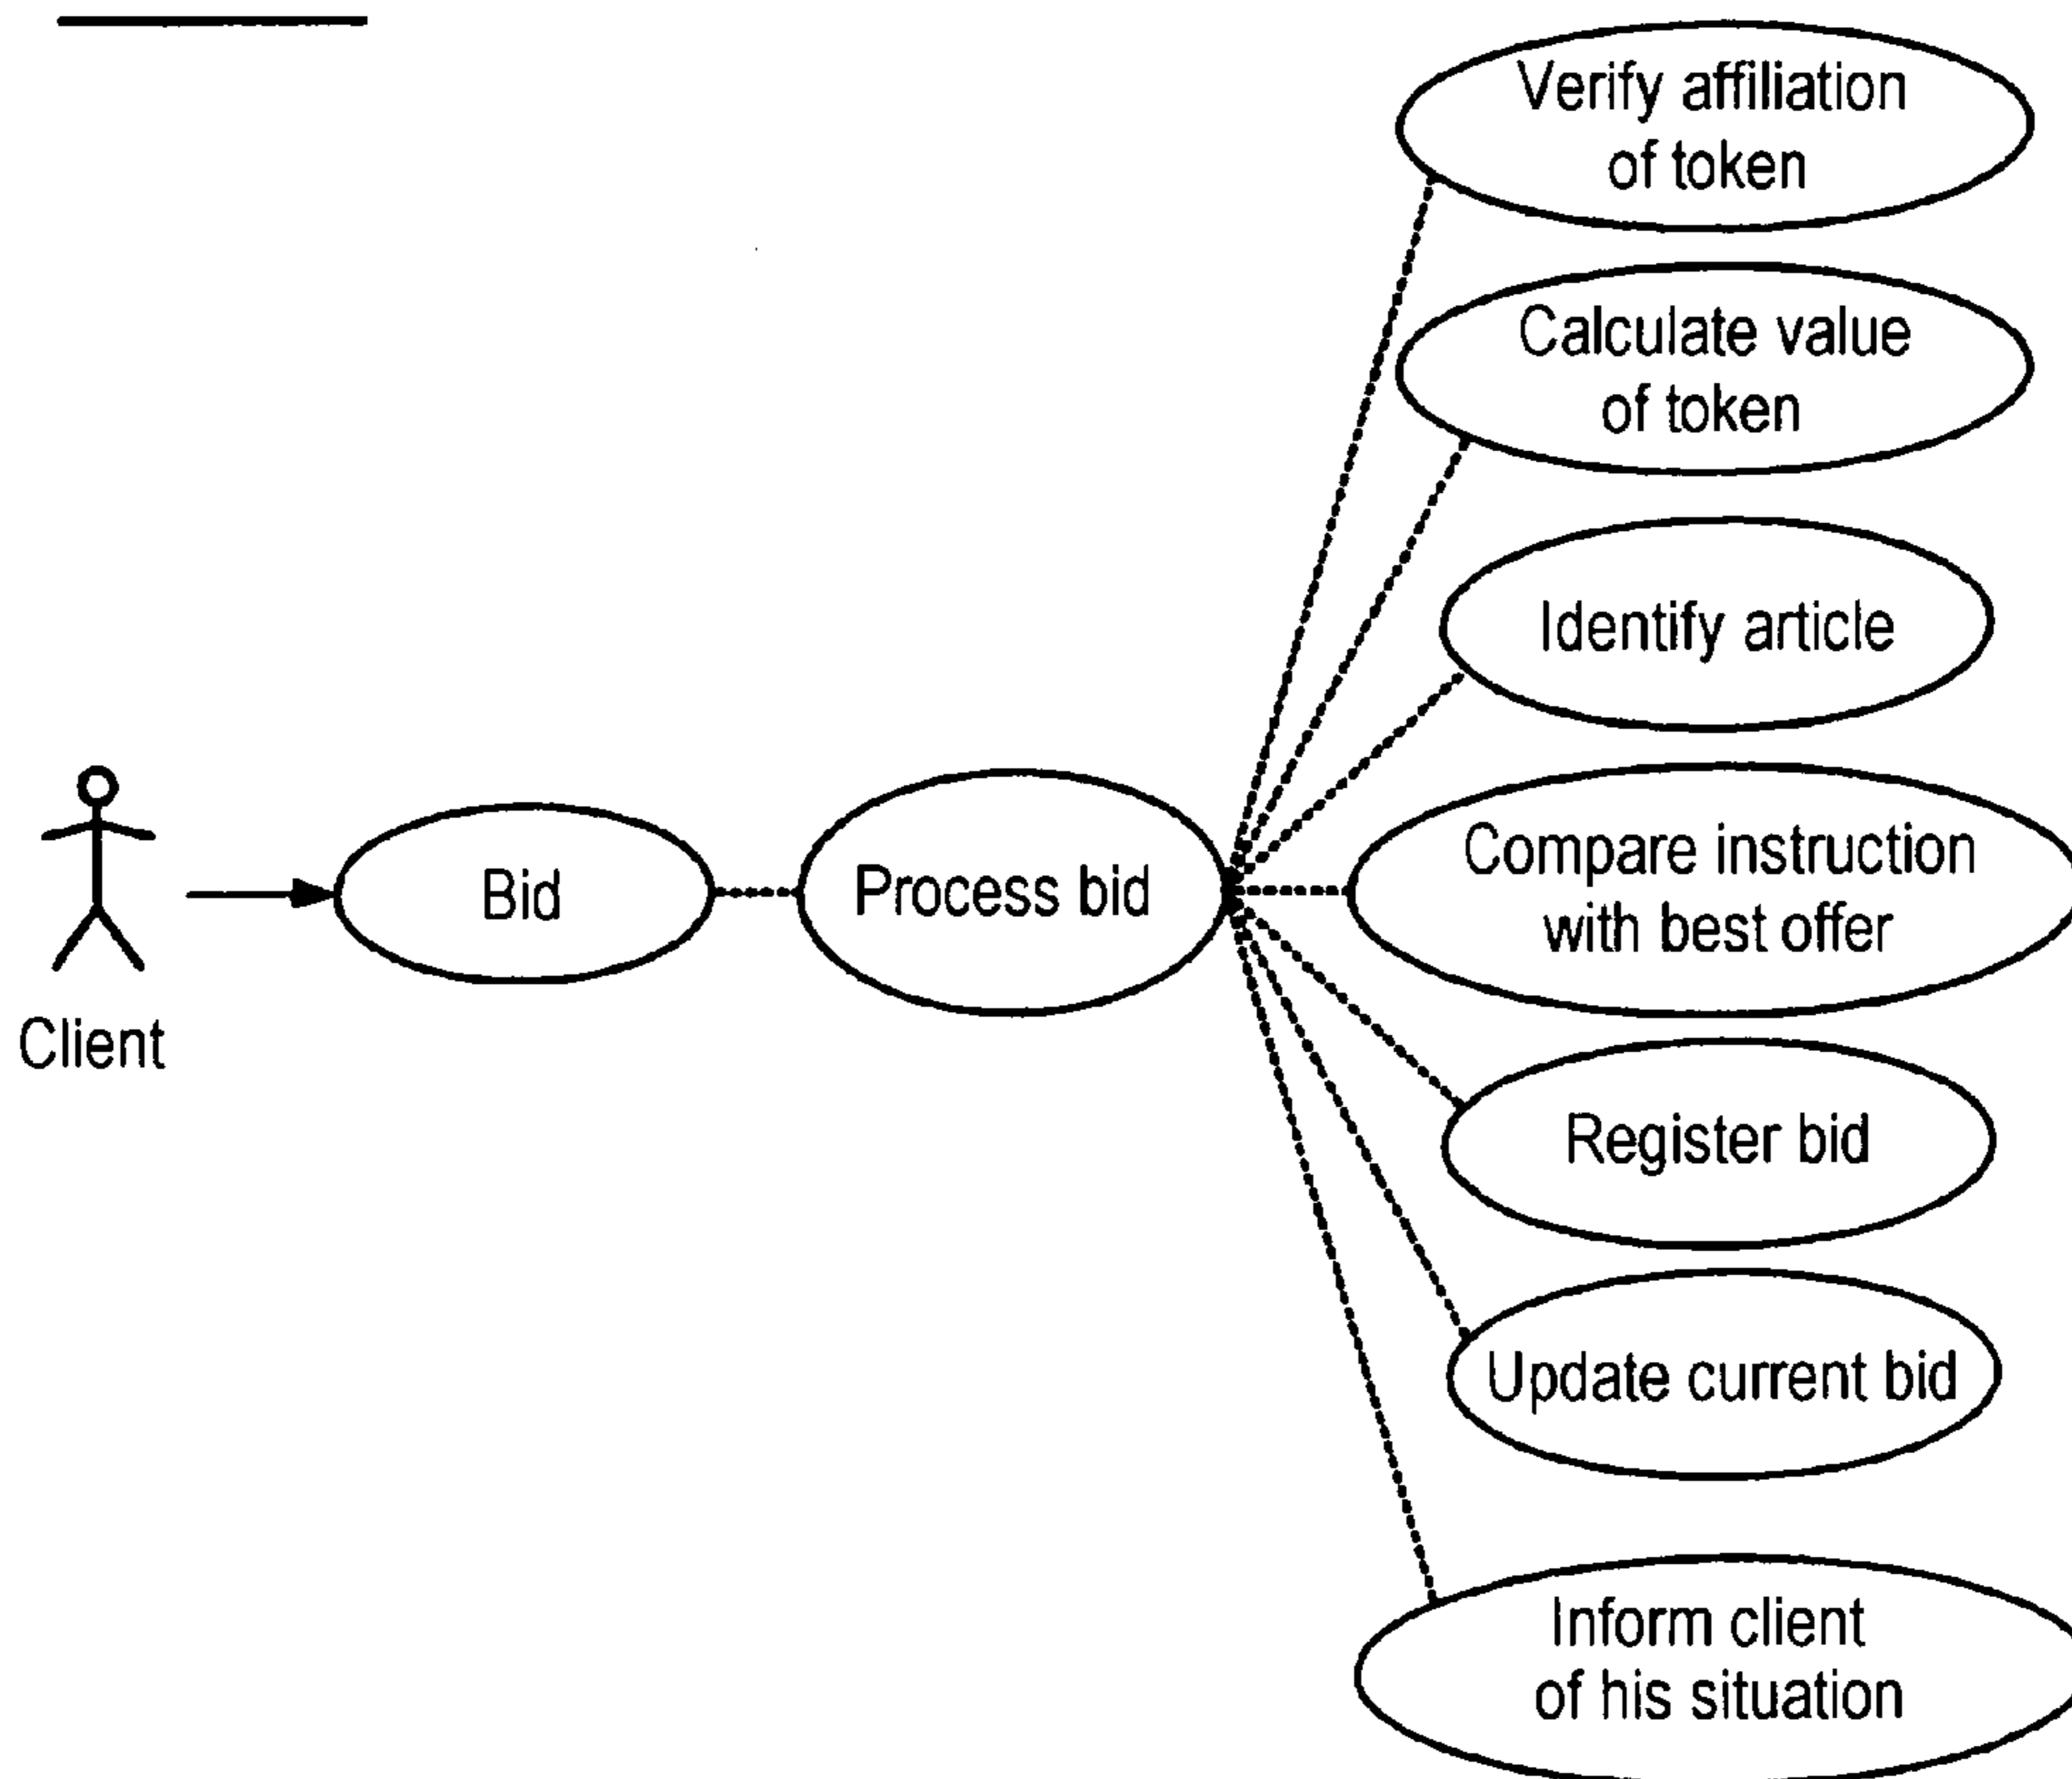 Verify affiliation
of token
Calculate value
of token
Identify article
Compare instruction
with best offer
Bid
Process bid
Client
Register bid
Update current bid
Inform client
of his situation